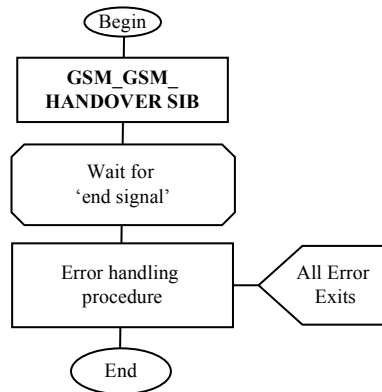 Begin
GSM_GSM_
HANDOVER SIB
Wait for
‘end signal’
Error handling
procedure
All Error
Exits
End